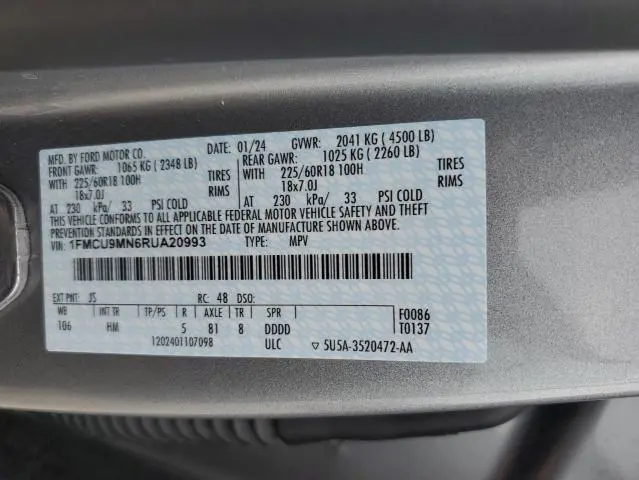 MFD. BY FORD MOTOR CO. DATE: 01/24 GVWR: 2041 KG ( 4500 LB)
FRONT GAWR: 1065 KG ( 2348 LB) REAR GAWR: 1025 KG ( 2260 LB)
WITH 225/60R18 100H TIRES WITH 225/60R18 100H TIRES
18x7.0J RIMS 18x7.0J RIMS
AT 230 kPa/ 33 PSI COLD AT 230 kPa/ 33 PSI COLD
THIS VEHICLE CONFORMS TO ALL APPLICABLE FEDERAL MOTOR VEHICLE SAFETY AND THEFT
PREVENTION STANDARDS IN EFFECT ON THE DATE OF MANUFACTURE SHOWN ABOVE.
VIN: 1FMCU9MN6RUA20993 TYPE: MPV
EXT PNT: JS RC: 48 DSO:
WB INT TR TP/PS R AXLE TR SPR F0086
106 HM 5 81 8 DDDD T0137
1202401107098 ULC ▽ 5U5A-3520472-AA